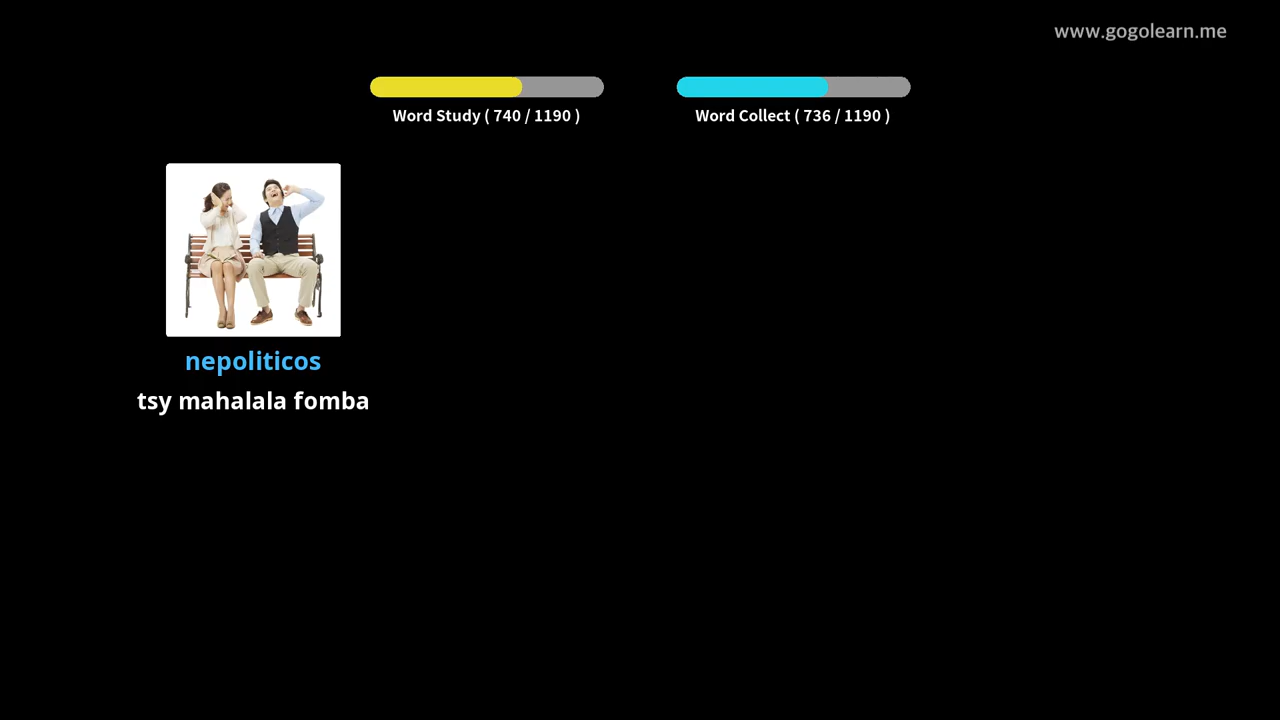 www.gogolearn.me
Word Study ( 740 / 1190 )
Word Collect ( 736 / 1190 )
nepoliticos
tsy mahalala fomba